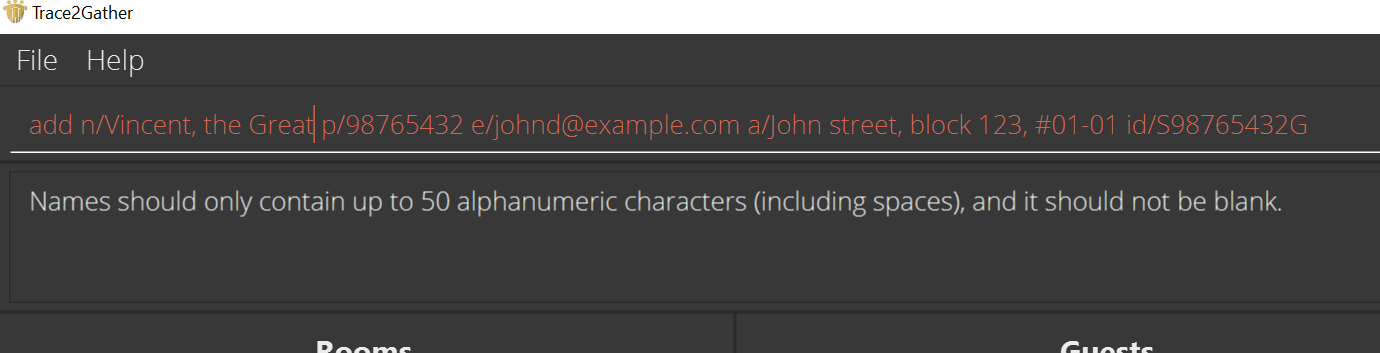 Trace2Gather
File Help
add n/Vincent, the Great p/98765432 e/johnd@example.com a/John street, block 123, #01-01 id/S98765432G
Names should only contain up to 50 alphanumeric characters (including spaces), and it should not be blank.
Rooms Guests